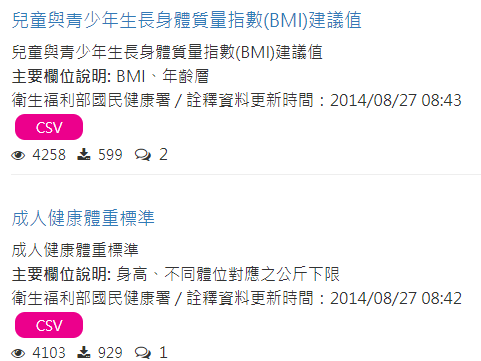 兒童與青少年生長身體質量指數(BMI)建議值
兒童與青少年生長身體質量指數(BMI)建議值
主要欄位說明: BMI、年齡層
衛生福利部國民健康署 / 詮釋資料更新時間：2014/08/27 08:43
CSV
4258 599 2
成人健康體重標準
成人健康體重標準
主要欄位說明: 身高、不同體位對應之公斤下限
衛生福利部國民健康署 / 詮釋資料更新時間：2014/08/27 08:42
CSV
4103 929 1